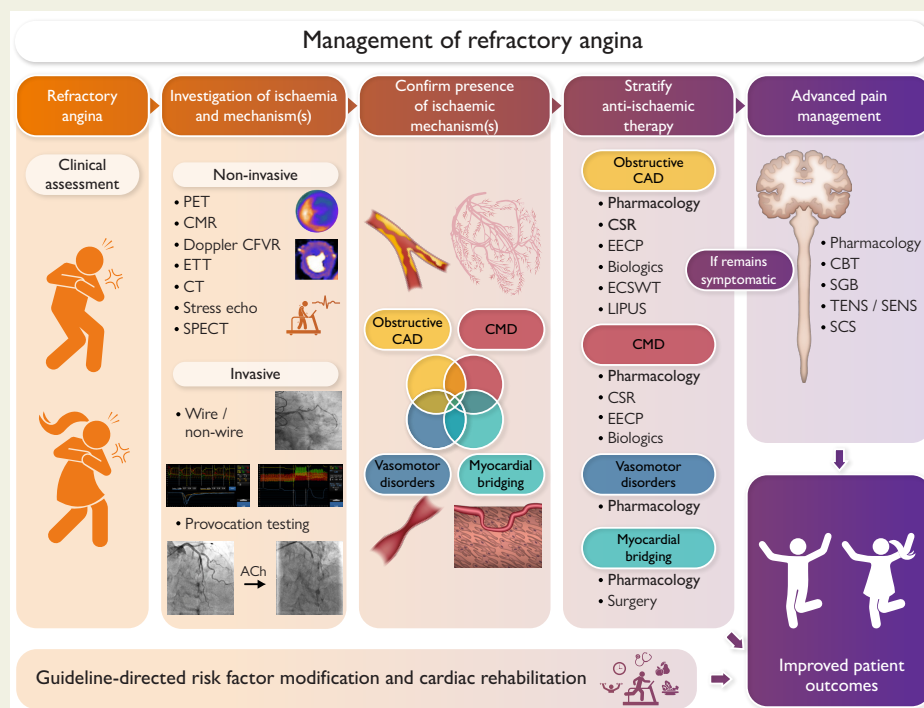 Management of refractory angina
Refractory
angina
Clinical
assessment
Investigation of ischaemia
and mechanism(s)
Non-invasive
• PET
• CMR
• Doppler CFVR
• ETT
• CT
• Stress echo
• SPECT
Invasive
• Wire /
non-wire
• Provocation testing
ACh
Confirm presence
of ischaemic
mechanism(s)
Obstructive
CAD
CMD
Vasomotor
disorders
Myocardial
bridging
Stratify
anti-ischaemic
therapy
Obstructive
CAD
• Pharmacology
• CSR
• EECP
• Biologics
• ECSWT
• LIPUS
CMD
• Pharmacology
• CSR
• EECP
• Biologics
Vasomotor
disorders
• Pharmacology
Myocardial
bridging
• Pharmacology
• Surgery
If remains
symptomatic
Advanced pain
management
• Pharmacology
• CBT
• SGB
• TENS / SENS
• SCS
Improved patient
outcomes
Guideline-directed risk factor modification and cardiac rehabilitation